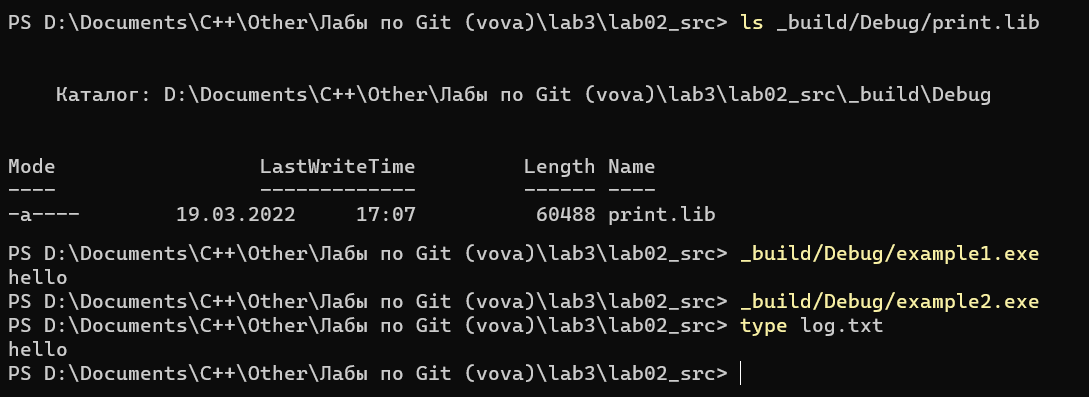 PS D:\Documents\C++\Other\Лабы по Git (vova)\lab3\lab02_src> ls _build/Debug/print.lib
Каталог: D:\Documents\C++\Other\Лабы по Git (vova)\lab3\lab02_src\_build\Debug
Mode LastWriteTime Length Name
---- ------------- ------ ----
-a---- 19.03.2022 17:07 60488 print.lib
PS D:\Documents\C++\Other\Лабы по Git (vova)\lab3\lab02_src> _build/Debug/example1.exe
hello
PS D:\Documents\C++\Other\Лабы по Git (vova)\lab3\lab02_src> _build/Debug/example2.exe
PS D:\Documents\C++\Other\Лабы по Git (vova)\lab3\lab02_src> type log.txt
hello
PS D:\Documents\C++\Other\Лабы по Git (vova)\lab3\lab02_src>